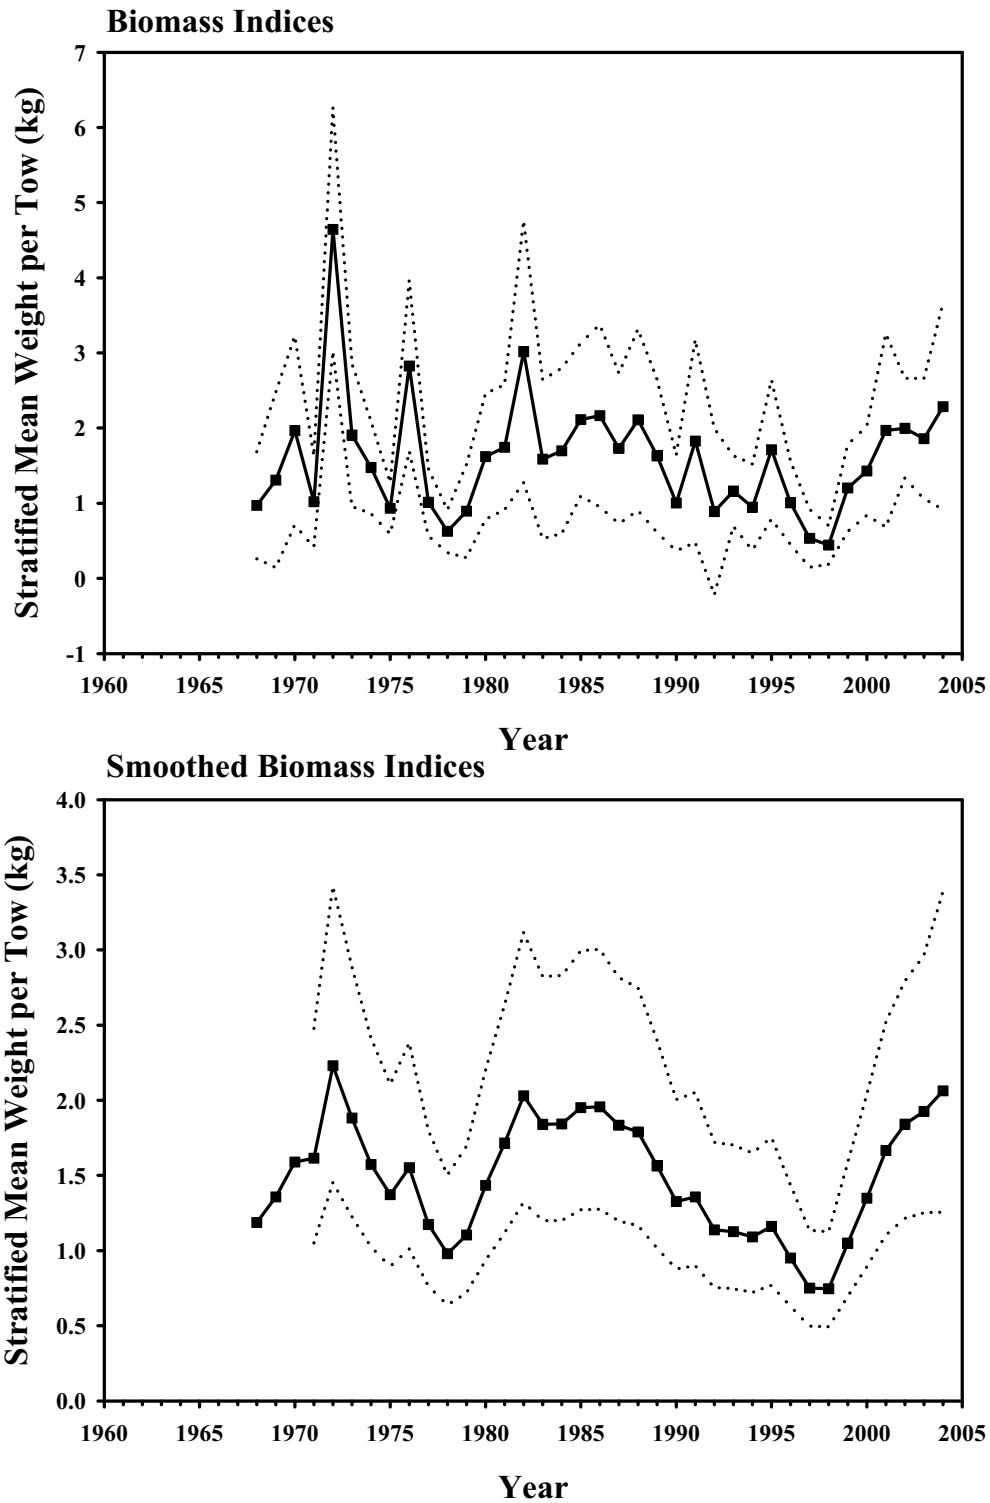 Biomass Indices
7
6
5
4
3
2
1
0
-1
Stratified Mean Weight per Tow (kg)
1960 1965 1970 1975 1980 1985 1990 1995 2000 2005
Year
Smoothed Biomass Indices
4.0
3.5
3.0
2.5
2.0
1.5
1.0
0.5
0.0
Stratified Mean Weight per Tow (kg)
1960 1965 1970 1975 1980 1985 1990 1995 2000 2005
Year